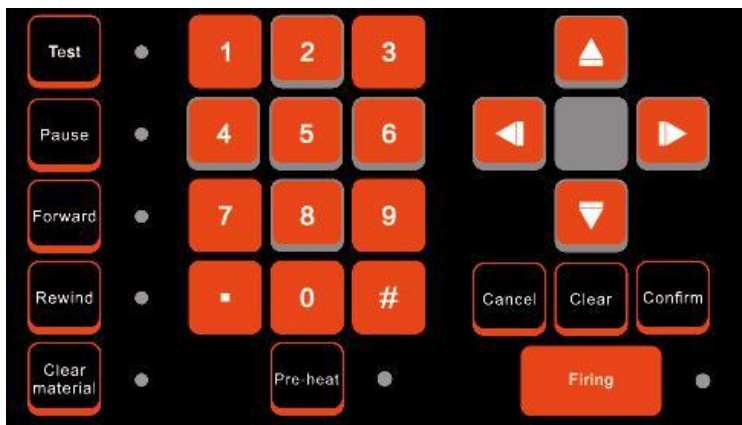 Test
1 2 3
Pause
4 5 6
Forward
7 8 9
Rewind
. 0 #
Cancel Clear Confirm
Clear
material
Pre-heat
Firing